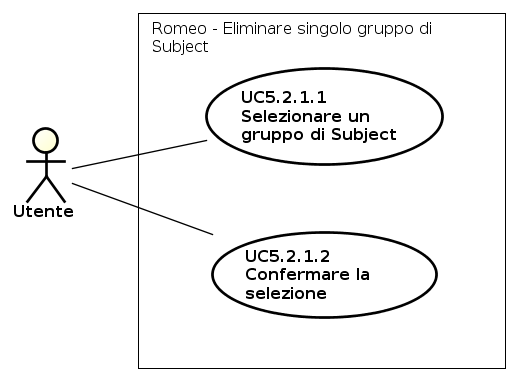 Romeo - Eliminare singolo gruppo di
Subject
UC5.2.1.1
Selezionare un
gruppo di Subject
Utente
UC5.2.1.2
Confermare la
selezione